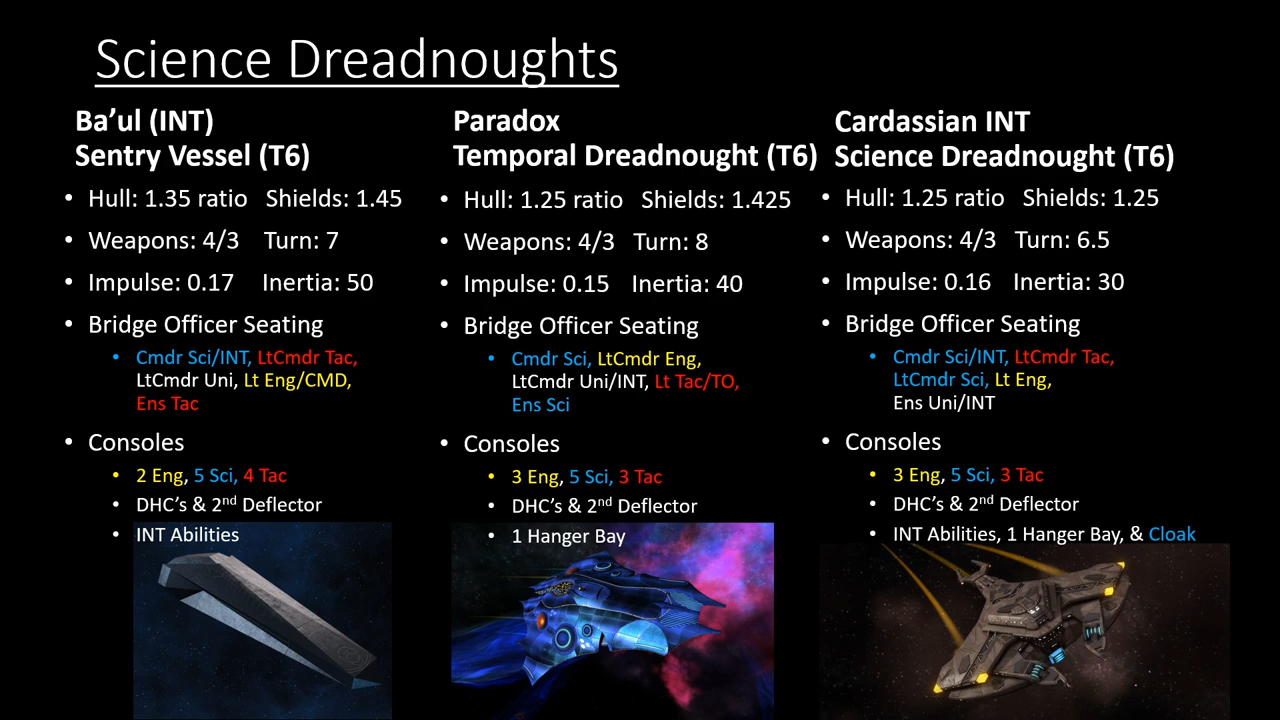 Science Dreadnoughts
Ba’ul (INT)
Sentry Vessel (T6)
• Hull: 1.35 ratio Shields: 1.45
• Weapons: 4/3 Turn: 7
• Impulse: 0.17 Inertia: 50
• Bridge Officer Seating
• Cmdr Sci/INT, LtCmdr Tac,
LtCmdr Uni, Lt Eng/CMD,
Ens Tac
• Consoles
• 2 Eng, 5 Sci, 4 Tac
• DHC’s & 2nd Deflector
• INT Abilities
Paradox
Temporal Dreadnought (T6)
• Hull: 1.25 ratio Shields: 1.425
• Weapons: 4/3 Turn: 8
• Impulse: 0.15 Inertia: 40
• Bridge Officer Seating
• Cmdr Sci, LtCmdr Eng,
LtCmdr Uni/INT, Lt Tac/TO,
Ens Sci
• Consoles
• 3 Eng, 5 Sci, 3 Tac
• DHC’s & 2nd Deflector
• 1 Hanger Bay
Cardassian INT
Science Dreadnought (T6)
• Hull: 1.25 ratio Shields: 1.25
• Weapons: 4/3 Turn: 6.5
• Impulse: 0.16 Inertia: 30
• Bridge Officer Seating
• Cmdr Sci/INT, LtCmdr Tac,
LtCmdr Sci, Lt Eng,
Ens Uni/INT
• Consoles
• 3 Eng, 5 Sci, 3 Tac
• DHC’s & 2nd Deflector
• INT Abilities, 1 Hanger Bay, & Cloak